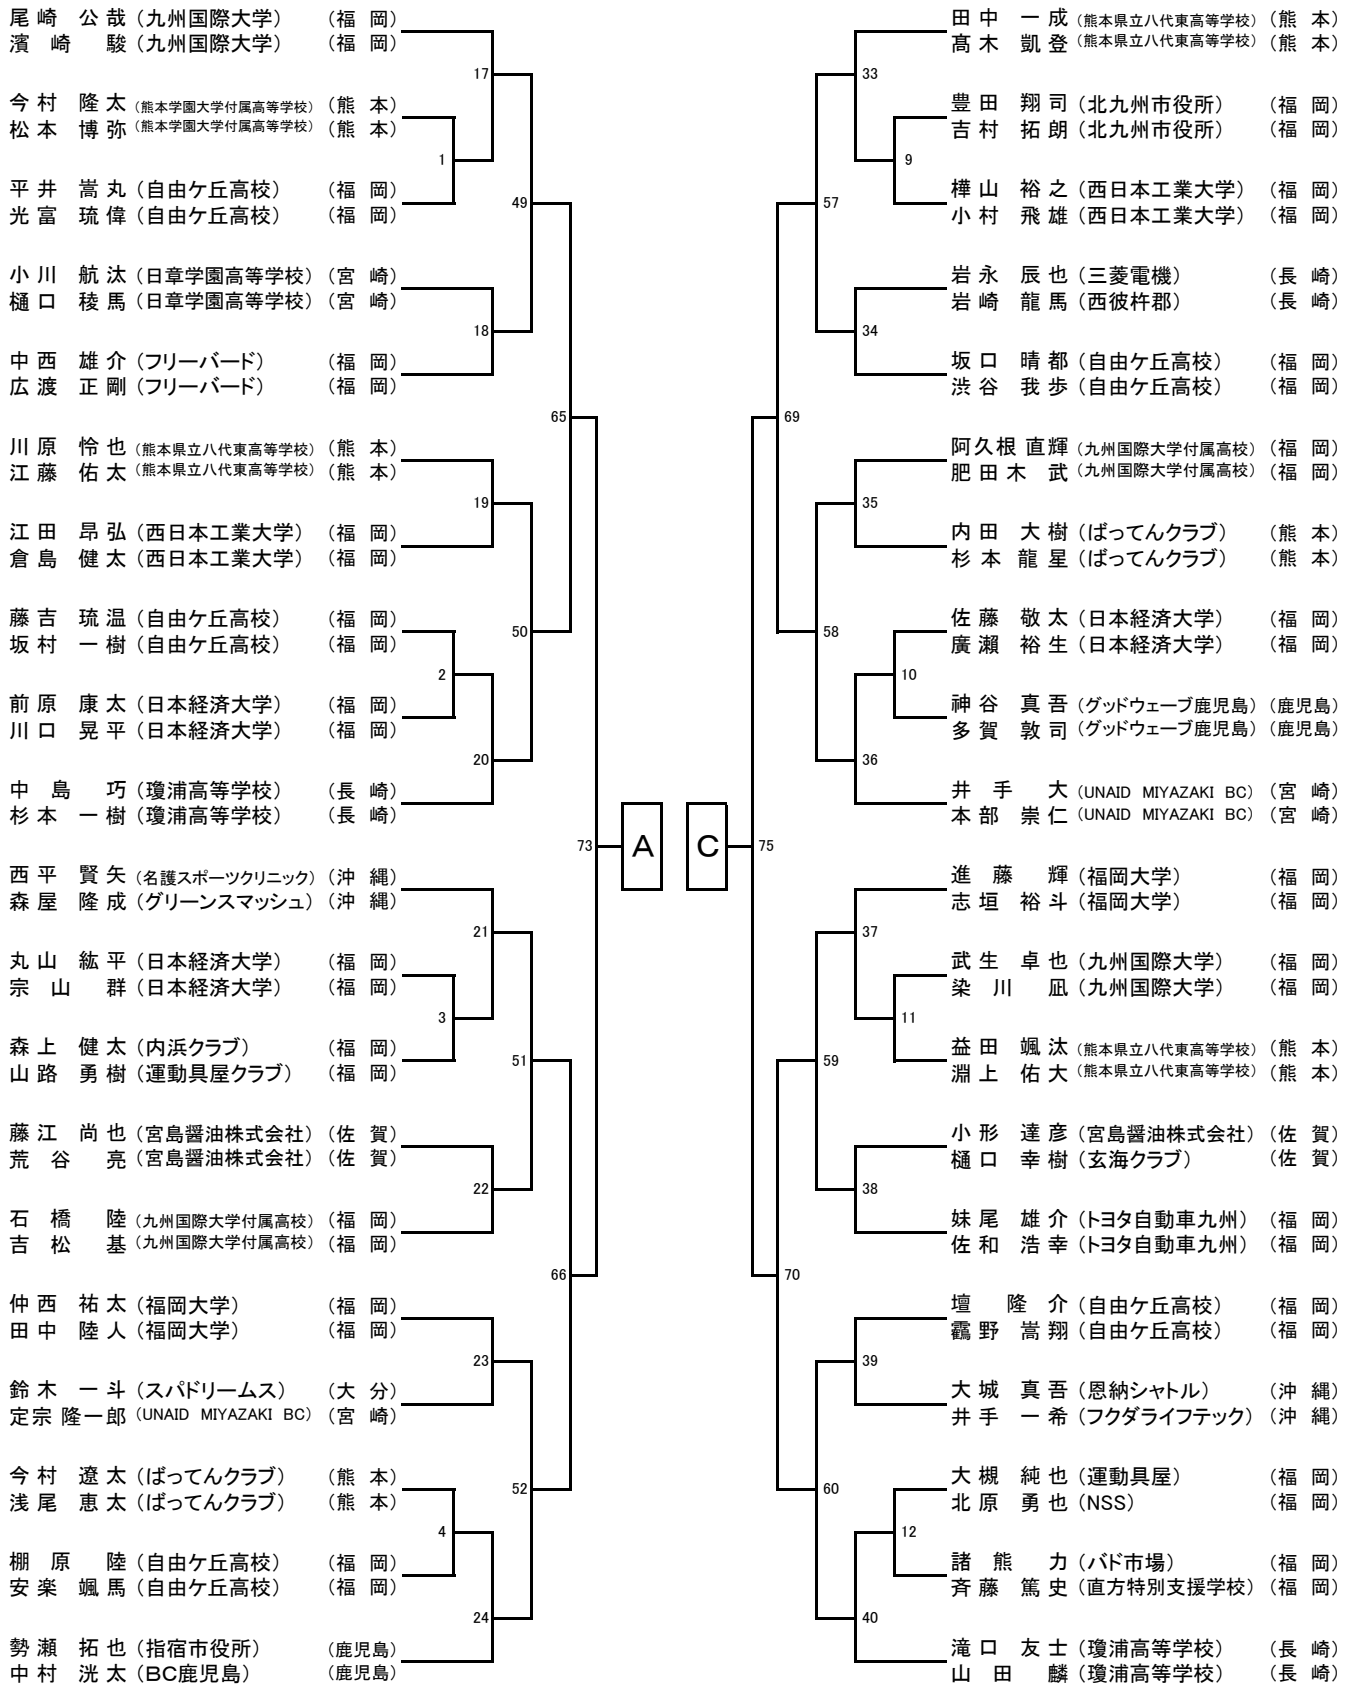 尾崎 公哉 (九州国際大学) (福 岡)
濱崎 駿 (九州国際大学) (福 岡)
17
今村 隆太 (熊本学園大学付属高等学校) (熊 本)
松本 博弥 (熊本学園大学付属高等学校) (熊 本)
1
平井 嵩丸 (自由ケ丘高校) (福 岡)
光富 琉偉 (自由ケ丘高校) (福 岡)
49
小川 航汰 (日章学園高等学校) (宮 崎)
樋口 稜馬 (日章学園高等学校) (宮 崎)
18
中西 雄介 (フリーバード) (福 岡)
広渡 正剛 (フリーバード) (福 岡)
65
川原 怜也 (熊本県立八代東高等学校) (熊 本)
江藤 佑太 (熊本県立八代東高等学校) (熊 本)
19
江田 昂弘 (西日本工業大学) (福 岡)
倉島 健太 (西日本工業大学) (福 岡)
藤吉 琉温 (自由ケ丘高校) (福 岡)
坂村 一樹 (自由ケ丘高校) (福 岡)
50
2
前原 康太 (日本経済大学) (福 岡)
川口 晃平 (日本経済大学) (福 岡)
20
中島 巧 (瓊浦高等学校) (長 崎)
杉本 一樹 (瓊浦高等学校) (長 崎)
73
A
西平 賢矢 (名護スポーツクリニック) (沖 縄)
森屋 隆成 (グリーンスマッシュ) (沖 縄)
21
丸山 紘平 (日本経済大学) (福 岡)
宗山 群 (日本経済大学) (福 岡)
3
森上 健太 (内浜クラブ) (福 岡)
山路 勇樹 (運動具屋クラブ) (福 岡)
51
藤江 尚也 (宮島醤油株式会社) (佐 賀)
荒谷 亮 (宮島醤油株式会社) (佐 賀)
22
石橋 陸 (九州国際大学付属高校) (福 岡)
吉松 基 (九州国際大学付属高校) (福 岡)
66
仲西 祐太 (福岡大学) (福 岡)
田中 陸人 (福岡大学) (福 岡)
23
鈴木 一斗 (スパドリームス) (大 分)
定宗 隆一郎 (UNAID MIYAZAKI BC) (宮 崎)
今村 遼太 (ばってんクラブ) (熊 本)
浅尾 恵太 (ばってんクラブ) (熊 本)
52
4
棚原 陸 (自由ケ丘高校) (福 岡)
安楽 颯馬 (自由ケ丘高校) (福 岡)
24
勢瀬 拓也 (指宿市役所) (鹿児島)
中村 洸太 (BC鹿児島) (鹿児島)
田中 一成 (熊本県立八代東高等学校) (熊 本)
髙木 凱登 (熊本県立八代東高等学校) (熊 本)
33
豊田 翔司 (北九州市役所) (福 岡)
吉村 拓朗 (北九州市役所) (福 岡)
9
樺山 裕之 (西日本工業大学) (福 岡)
小村 飛雄 (西日本工業大学) (福 岡)
57
岩永 辰也 (三菱電機) (長 崎)
岩崎 龍馬 (西彼杵郡) (長 崎)
34
坂口 晴都 (自由ケ丘高校) (福 岡)
渋谷 我歩 (自由ケ丘高校) (福 岡)
69
阿久根 直輝 (九州国際大学付属高校) (福 岡)
肥田木 武 (九州国際大学付属高校) (福 岡)
35
内田 大樹 (ばってんクラブ) (熊 本)
杉本 龍星 (ばってんクラブ) (熊 本)
佐藤 敬太 (日本経済大学) (福 岡)
廣瀬 裕生 (日本経済大学) (福 岡)
58
10
神谷 真吾 (グッドウェーブ鹿児島) (鹿児島)
多賀 敦司 (グッドウェーブ鹿児島) (鹿児島)
36
井手 大 (UNAID MIYAZAKI BC) (宮 崎)
本部 崇仁 (UNAID MIYAZAKI BC) (宮 崎)
C
75
進藤 輝 (福岡大学) (福 岡)
志垣 裕斗 (福岡大学) (福 岡)
37
武生 卓也 (九州国際大学) (福 岡)
染川 凪 (九州国際大学) (福 岡)
11
益田 颯汰 (熊本県立八代東高等学校) (熊 本)
淵上 佑大 (熊本県立八代東高等学校) (熊 本)
59
小形 達彦 (宮島醤油株式会社) (佐 賀)
樋口 幸樹 (玄海クラブ) (佐 賀)
38
妹尾 雄介 (トヨタ自動車九州) (福 岡)
佐和 浩幸 (トヨタ自動車九州) (福 岡)
70
壇 隆介 (自由ケ丘高校) (福 岡)
靏野 嵩翔 (自由ケ丘高校) (福 岡)
39
大城 真吾 (恩納シャトル) (沖 縄)
井手 一希 (フクダライフテック) (沖 縄)
大槻 純也 (運動具屋) (福 岡)
北原 勇也 (NSS) (福 岡)
60
12
諸熊 力 (バド市場) (福 岡)
斉藤 篤史 (直方特別支援学校) (福 岡)
40
滝口 友士 (瓊浦高等学校) (長 崎)
山田 麟 (瓊浦高等学校) (長 崎)